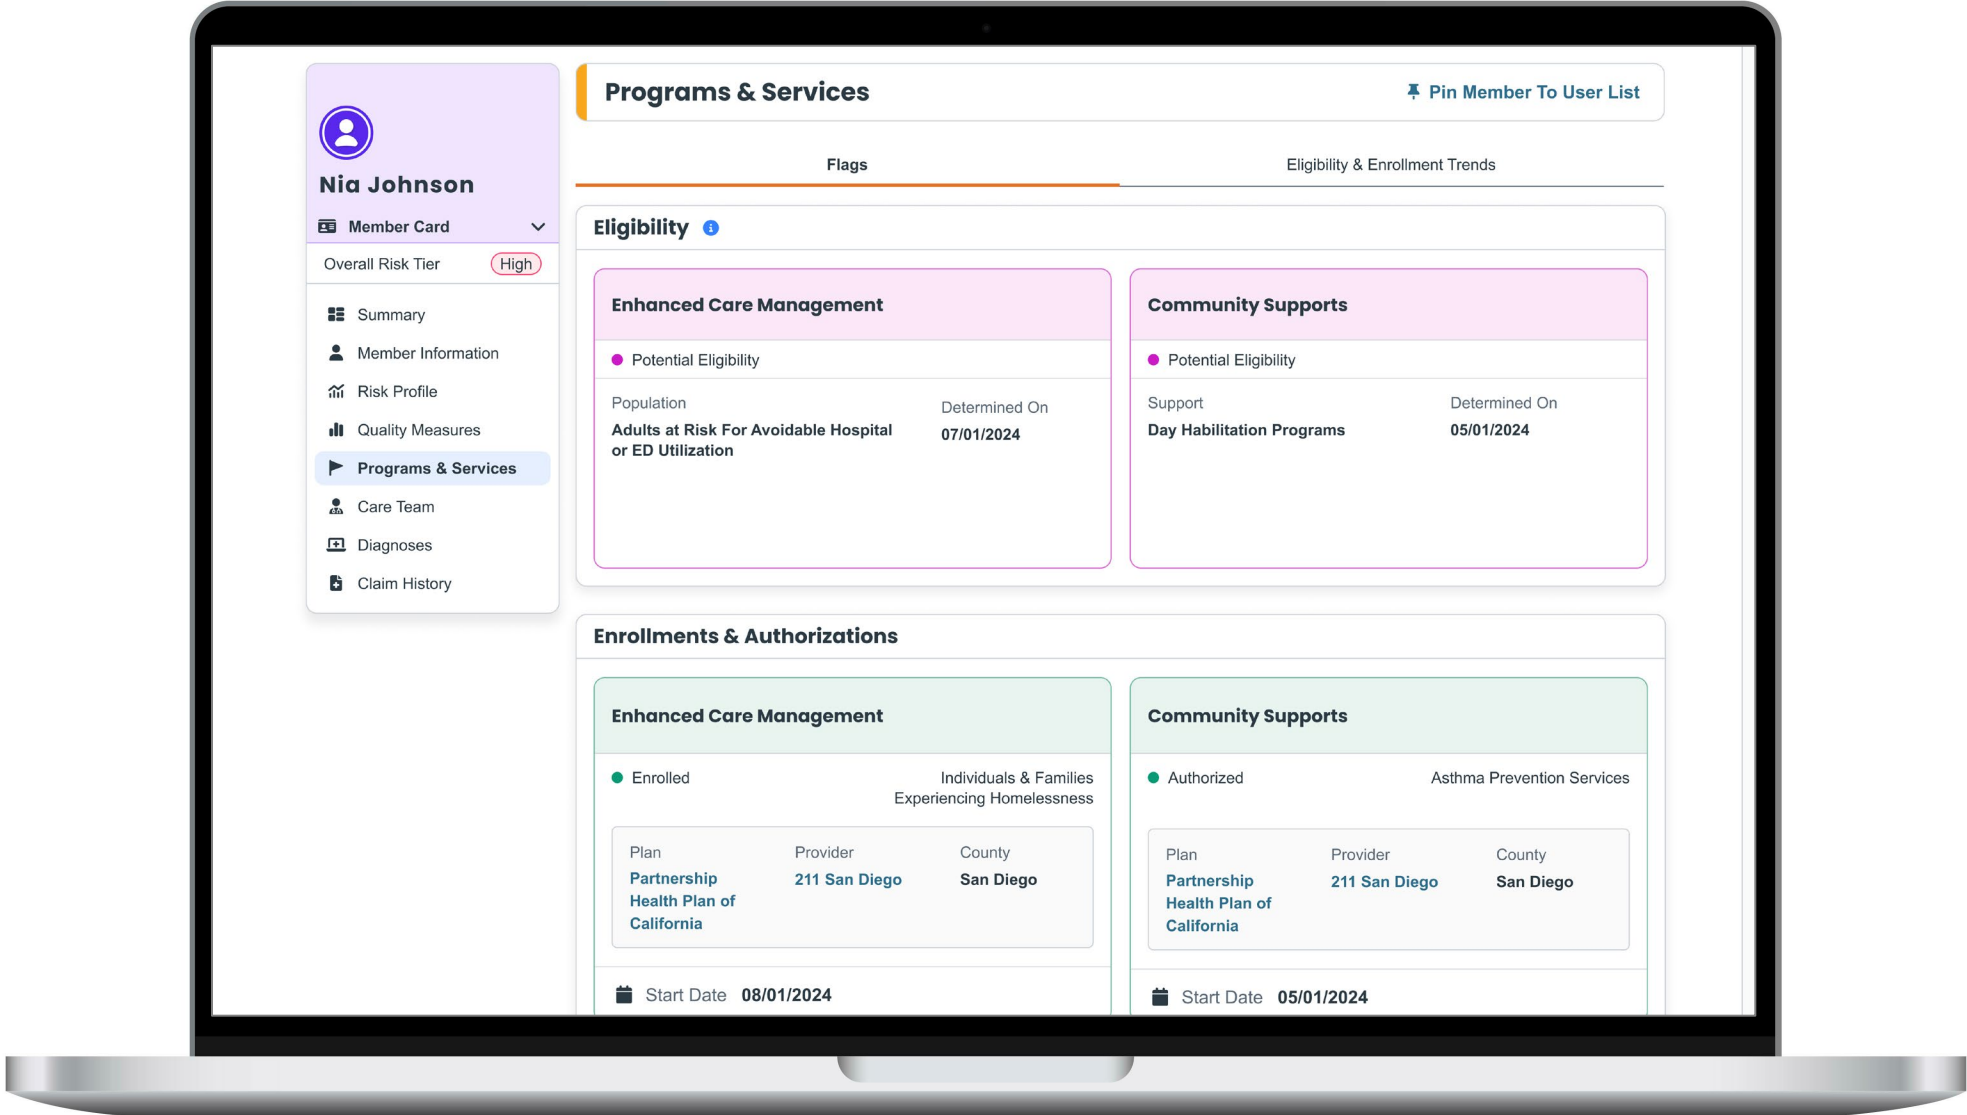 Nia Johnson
Member Card
Overall Risk Tier High
Summary
Member Information
Risk Profile
Quality Measures
Programs & Services
Care Team
Diagnoses
Claim History
Programs & Services
Pin Member To User List
Flags
Eligibility & Enrollment Trends
Eligibility
Enhanced Care Management
Potential Eligibility
Population
Adults at Risk For Avoidable Hospital
or ED Utilization
Determined On
07/01/2024
Community Supports
Potential Eligibility
Support
Day Habilitation Programs
Determined On
05/01/2024
Enrollments & Authorizations
Enhanced Care Management
Enrolled
Individuals & Families
Experiencing Homelessness
Plan
Partnership
Health Plan of
California
Provider
211 San Diego
County
San Diego
Start Date 08/01/2024
Community Supports
Authorized
Asthma Prevention Services
Plan
Partnership
Health Plan of
California
Provider
211 San Diego
County
San Diego
Start Date 05/01/2024